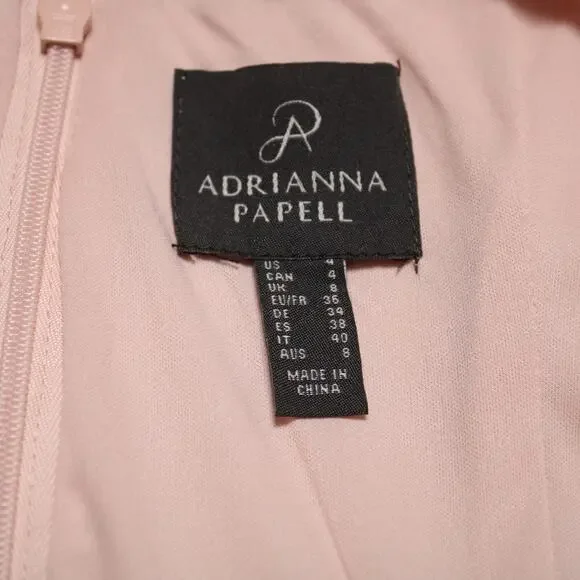 ADRIANNA
PAPELL
US 4
CAN 4
UK 8
EU/FR 36
DE 34
ES 38
IT 40
AUS 8
MADE IN
CHINA